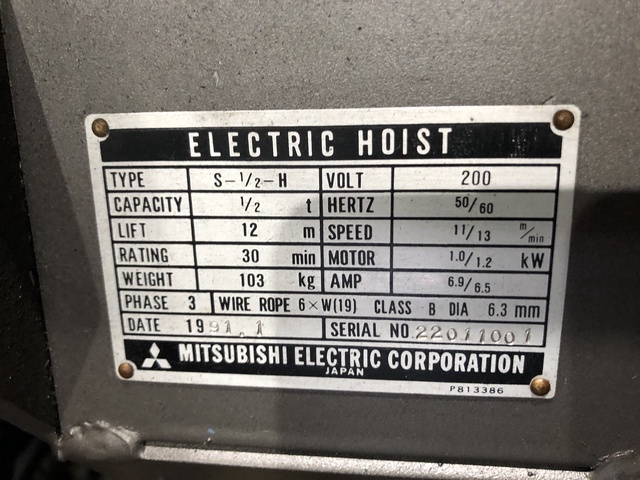 ELECTRIC HOIST
TYPE S-1/2-H VOLT 200
CAPACITY 1/2 t HERTZ 50/60
LIFT 12 m SPEED 11/13 m/min
RATING 30 min MOTOR 1.0/1.2 kW
WEIGHT 103 kg AMP 6.9/6.5
PHASE 3 WIRE ROPE 6×W(19) CLASS B DIA 6.3 mm
DATE 1991.1 SERIAL NO 22011001
MITSUBISHI ELECTRIC CORPORATION
JAPAN
P813386